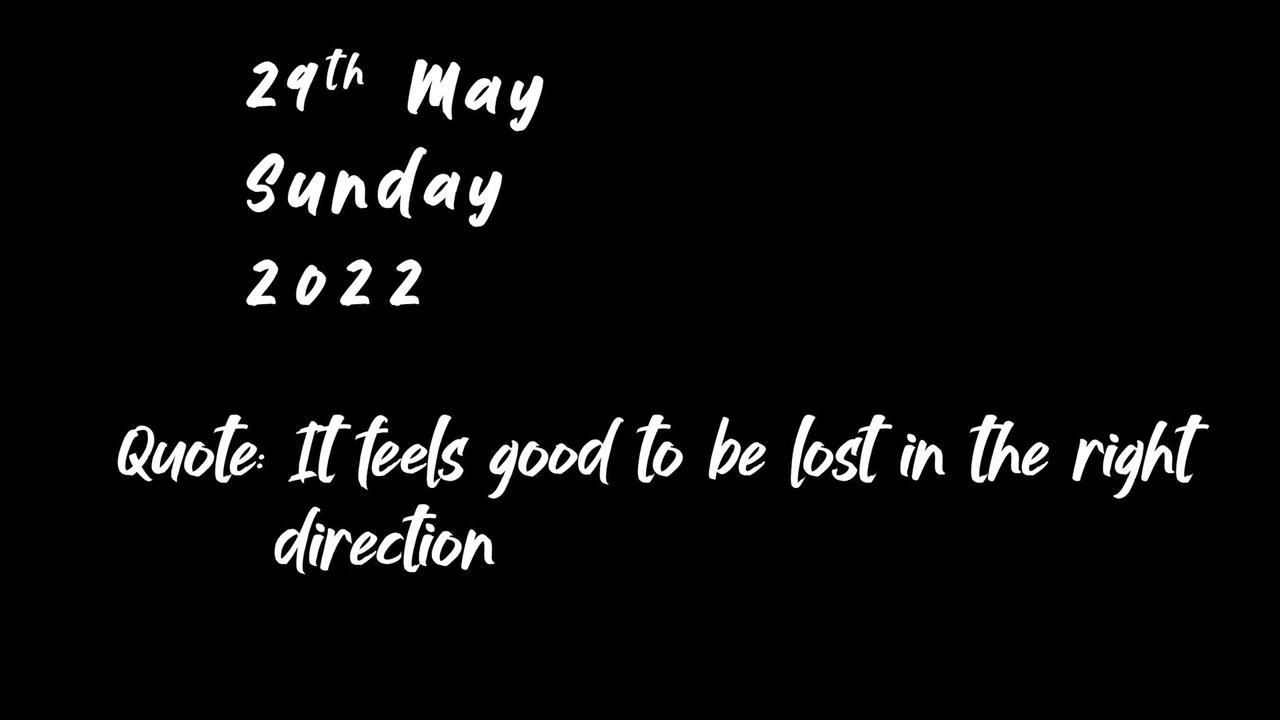 29th May
Sunday
2022
Quote: It feels good to be lost in the right
direction